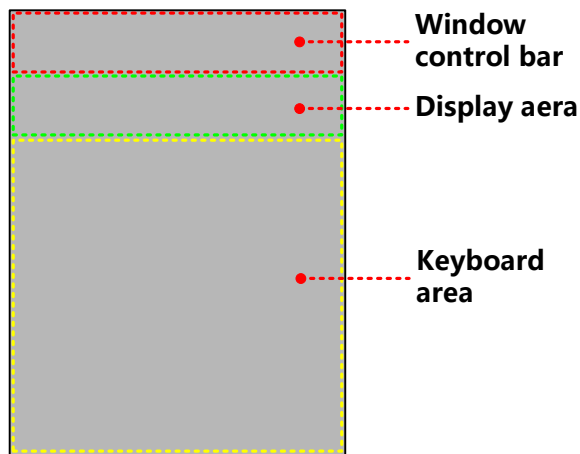 Window
control bar
Display aera
Keyboard
area